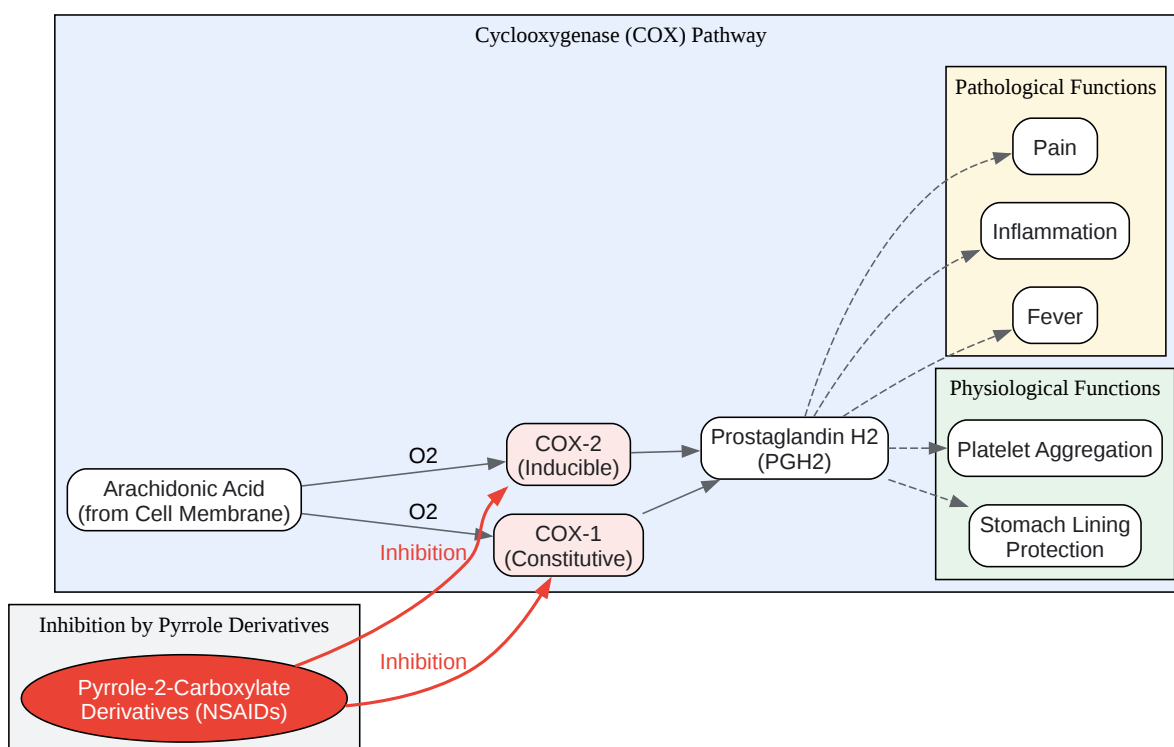 Cyclooxygenase (COX) Pathway
Pathological Functions
Pain
Inflammation
Fever
Physiological Functions
Platelet Aggregation
Stomach Lining
Protection
Prostaglandin H2
(PGH2)
COX-2
(Inducible)
COX-1
(Constitutive)
O2
O2
Arachidonic Acid
(from Cell Membrane)
Inhibition
Inhibition
Inhibition by Pyrrole Derivatives
Pyrrole-2-Carboxylate
Derivatives (NSAIDs)